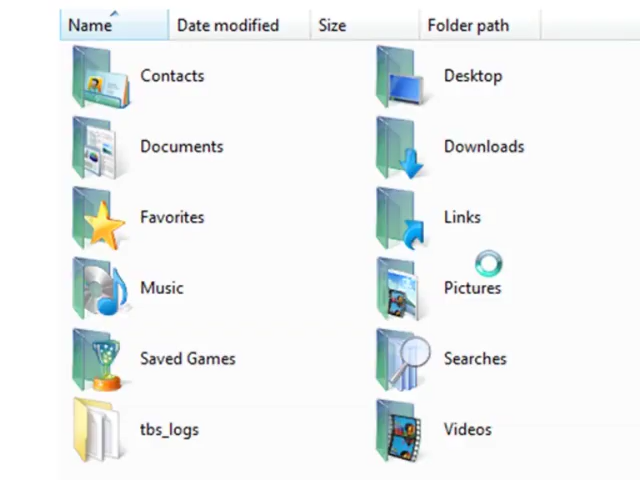 Name Date modified Size Folder path
Contacts Desktop
Documents Downloads
Favorites Links
Music Pictures
Saved Games Searches
tbs_logs Videos